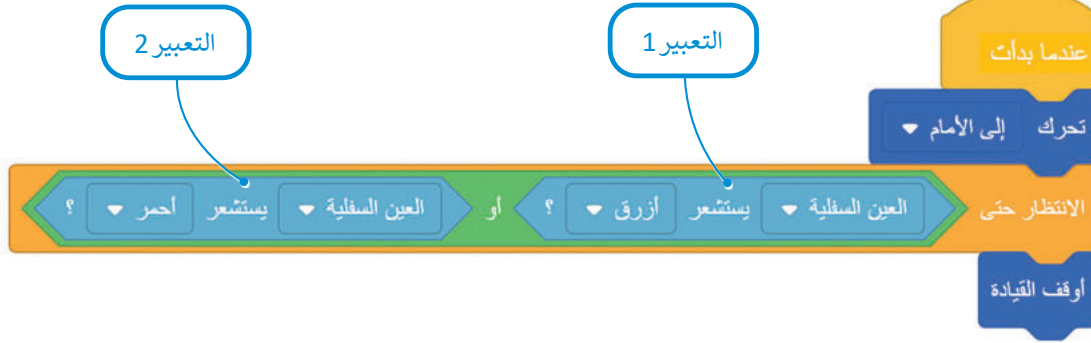 التعبير 1
التعبير 2
عندما بدأت
تحرك إلى الأمام
الانتظار حتى العين السفلية يستشعر أزرق ؟ أو العين السفلية يستشعر أحمر ؟
أوقف القيادة